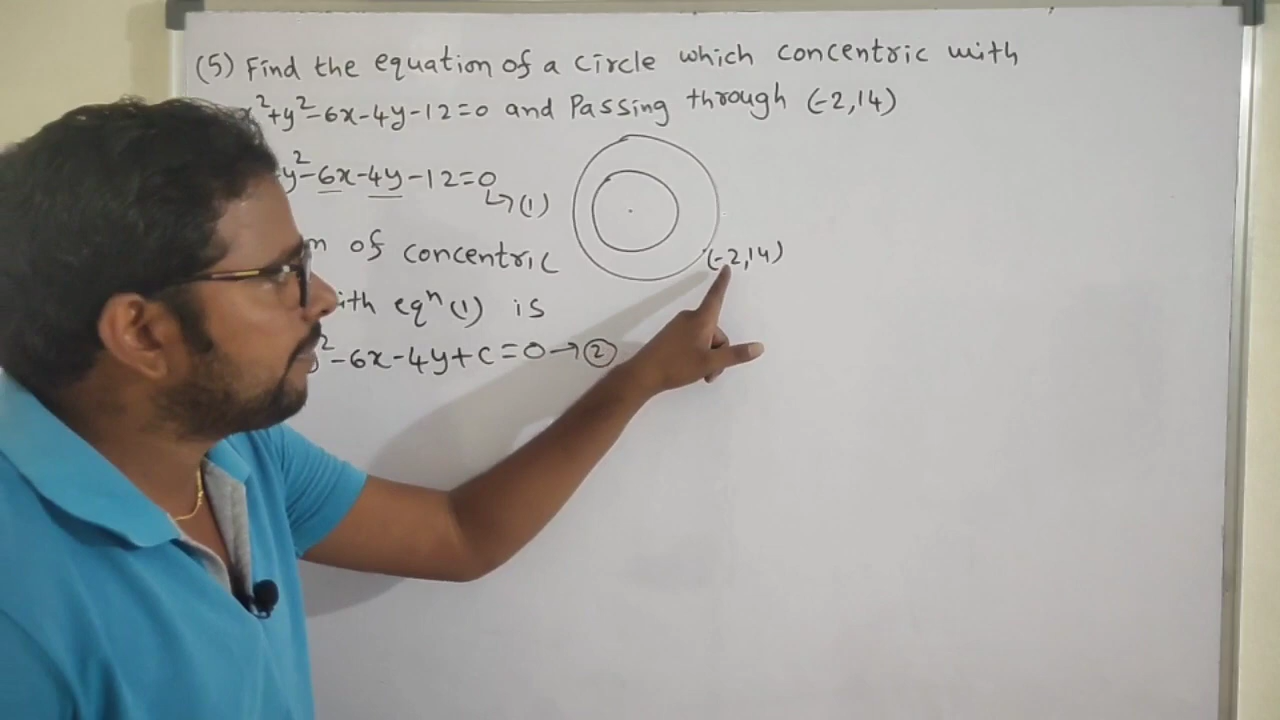 (5) Find the equation of a circle which concentric with
x²+y²-6x-4y-12=0 and Passing through (-2,14)
y²-6x-4y-12=0
↳(1)
of concentric
(-2,14)
eqⁿ(1) is
²-6x-4y+c=0→②